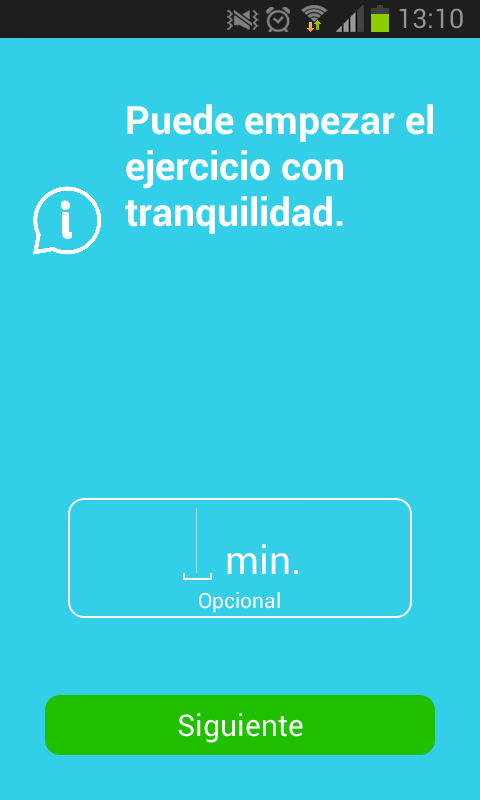 13:10
Puede empezar el
ejercicio con
tranquilidad.
min.
Opcional
Siguiente